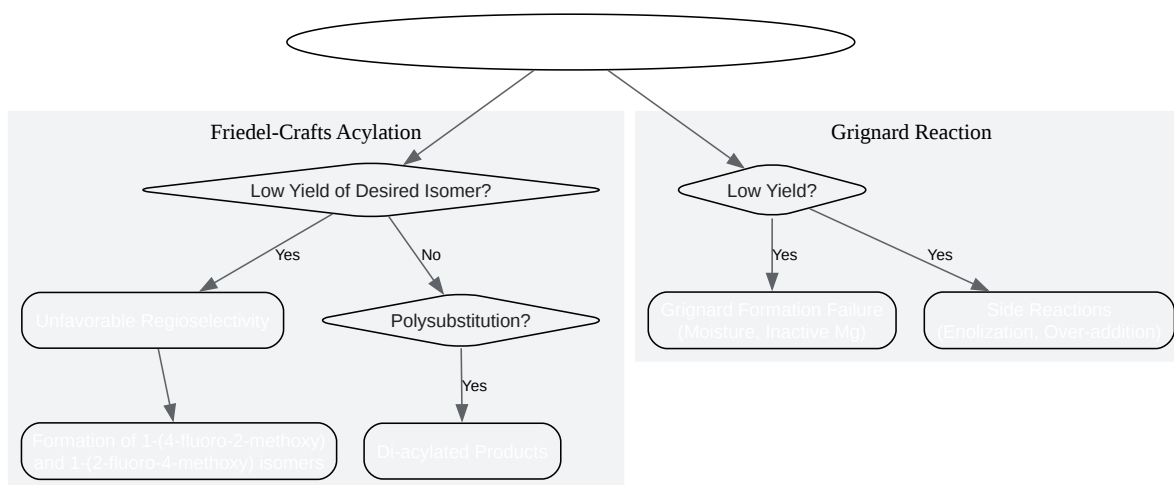 Friedel-Crafts Acylation
Grignard Reaction
Low Yield of Desired Isomer?
Low Yield?
Yes
No
Yes
Yes
Unfavorable Regioselectivity
Polysubstitution?
Grignard Formation Failure
(Moisture, Inactive Mg)
Side Reactions
(Enolization, Over-addition)
Yes
Formation of 1-(4-fluoro-2-methoxy)
and 1-(2-fluoro-4-methoxy) isomers
Di-acylated Products